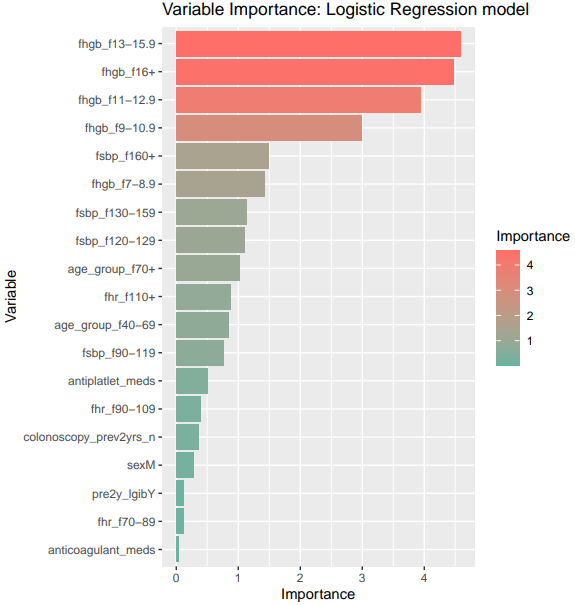 Variable Importance: Logistic Regression model
Variable
fhgb_f13−15.9
fhgb_f16+
fhgb_f11−12.9
fhgb_f9−10.9
fsbp_f160+
fhgb_f7−8.9
fsbp_f130−159
fsbp_f120−129
age_group_f70+
fhr_f110+
age_group_f40−69
fsbp_f90−119
antiplatlet_meds
fhr_f90−109
colonoscopy_prev2yrs_n
sexM
pre2y_lgibY
fhr_f70−89
anticoagulant_meds
0 1 2 3 4
Importance
Importance
4
3
2
1